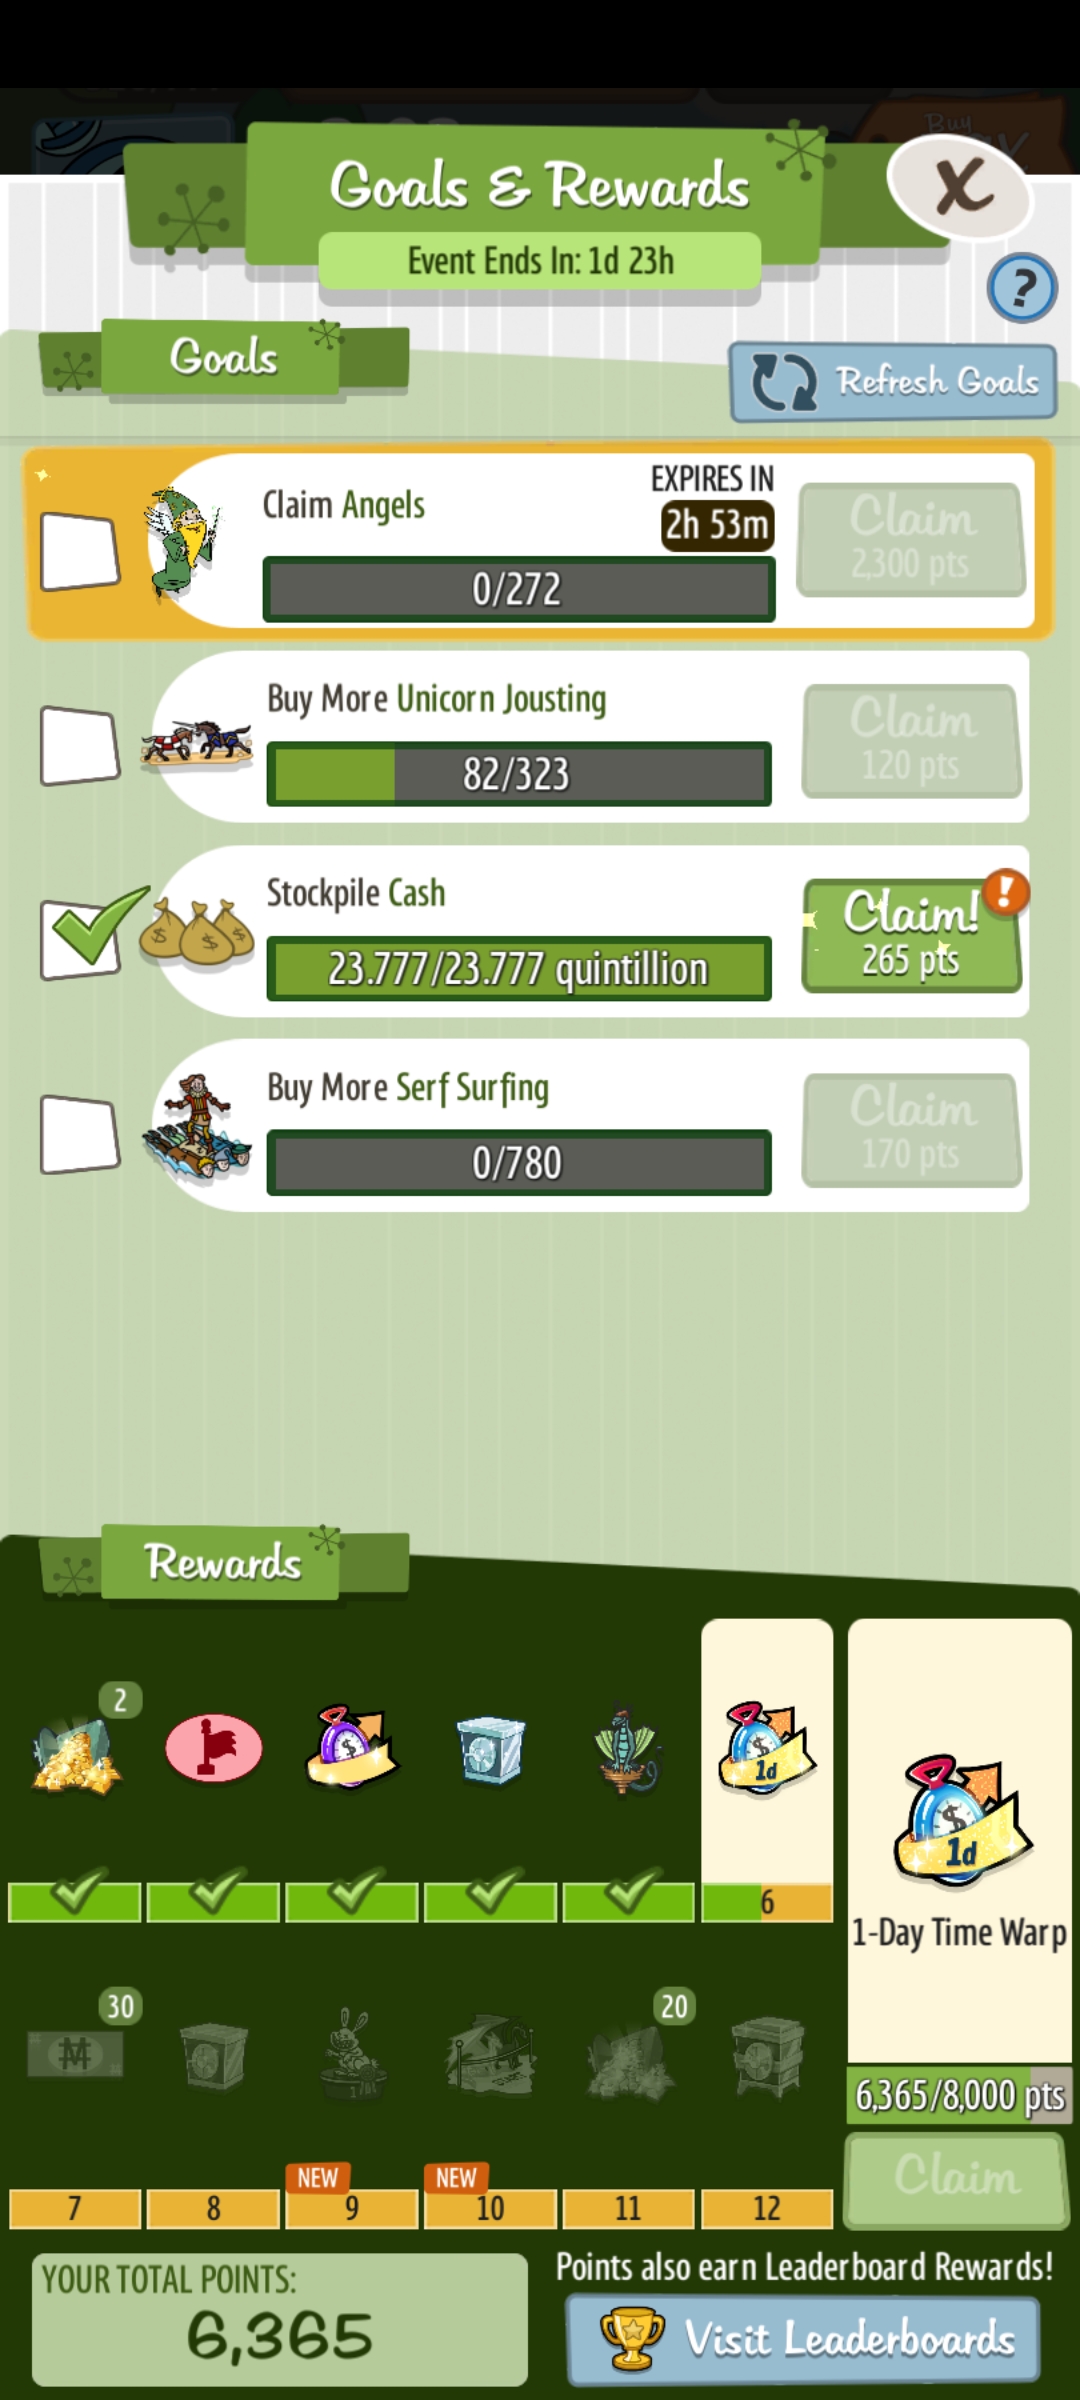 Buy
Goals & Rewards
X
Event Ends In: 1d 23h
?
Goals
Refresh Goals
Claim Angels
EXPIRES IN
2h 53m
0/272
Claim
2,300 pts
Buy More Unicorn Jousting
82/323
Claim
120 pts
Stockpile Cash
23.777/23.777 quintillion
Claim!
265 pts
!
Buy More Serf Surfing
0/780
Claim
170 pts
Rewards
2
1d
6
1d
1-Day Time Warp
30
20
6,365/8,000 pts
NEW
NEW
7
8
9
10
11
12
Claim
YOUR TOTAL POINTS:
6,365
Points also earn Leaderboard Rewards!
Visit Leaderboards